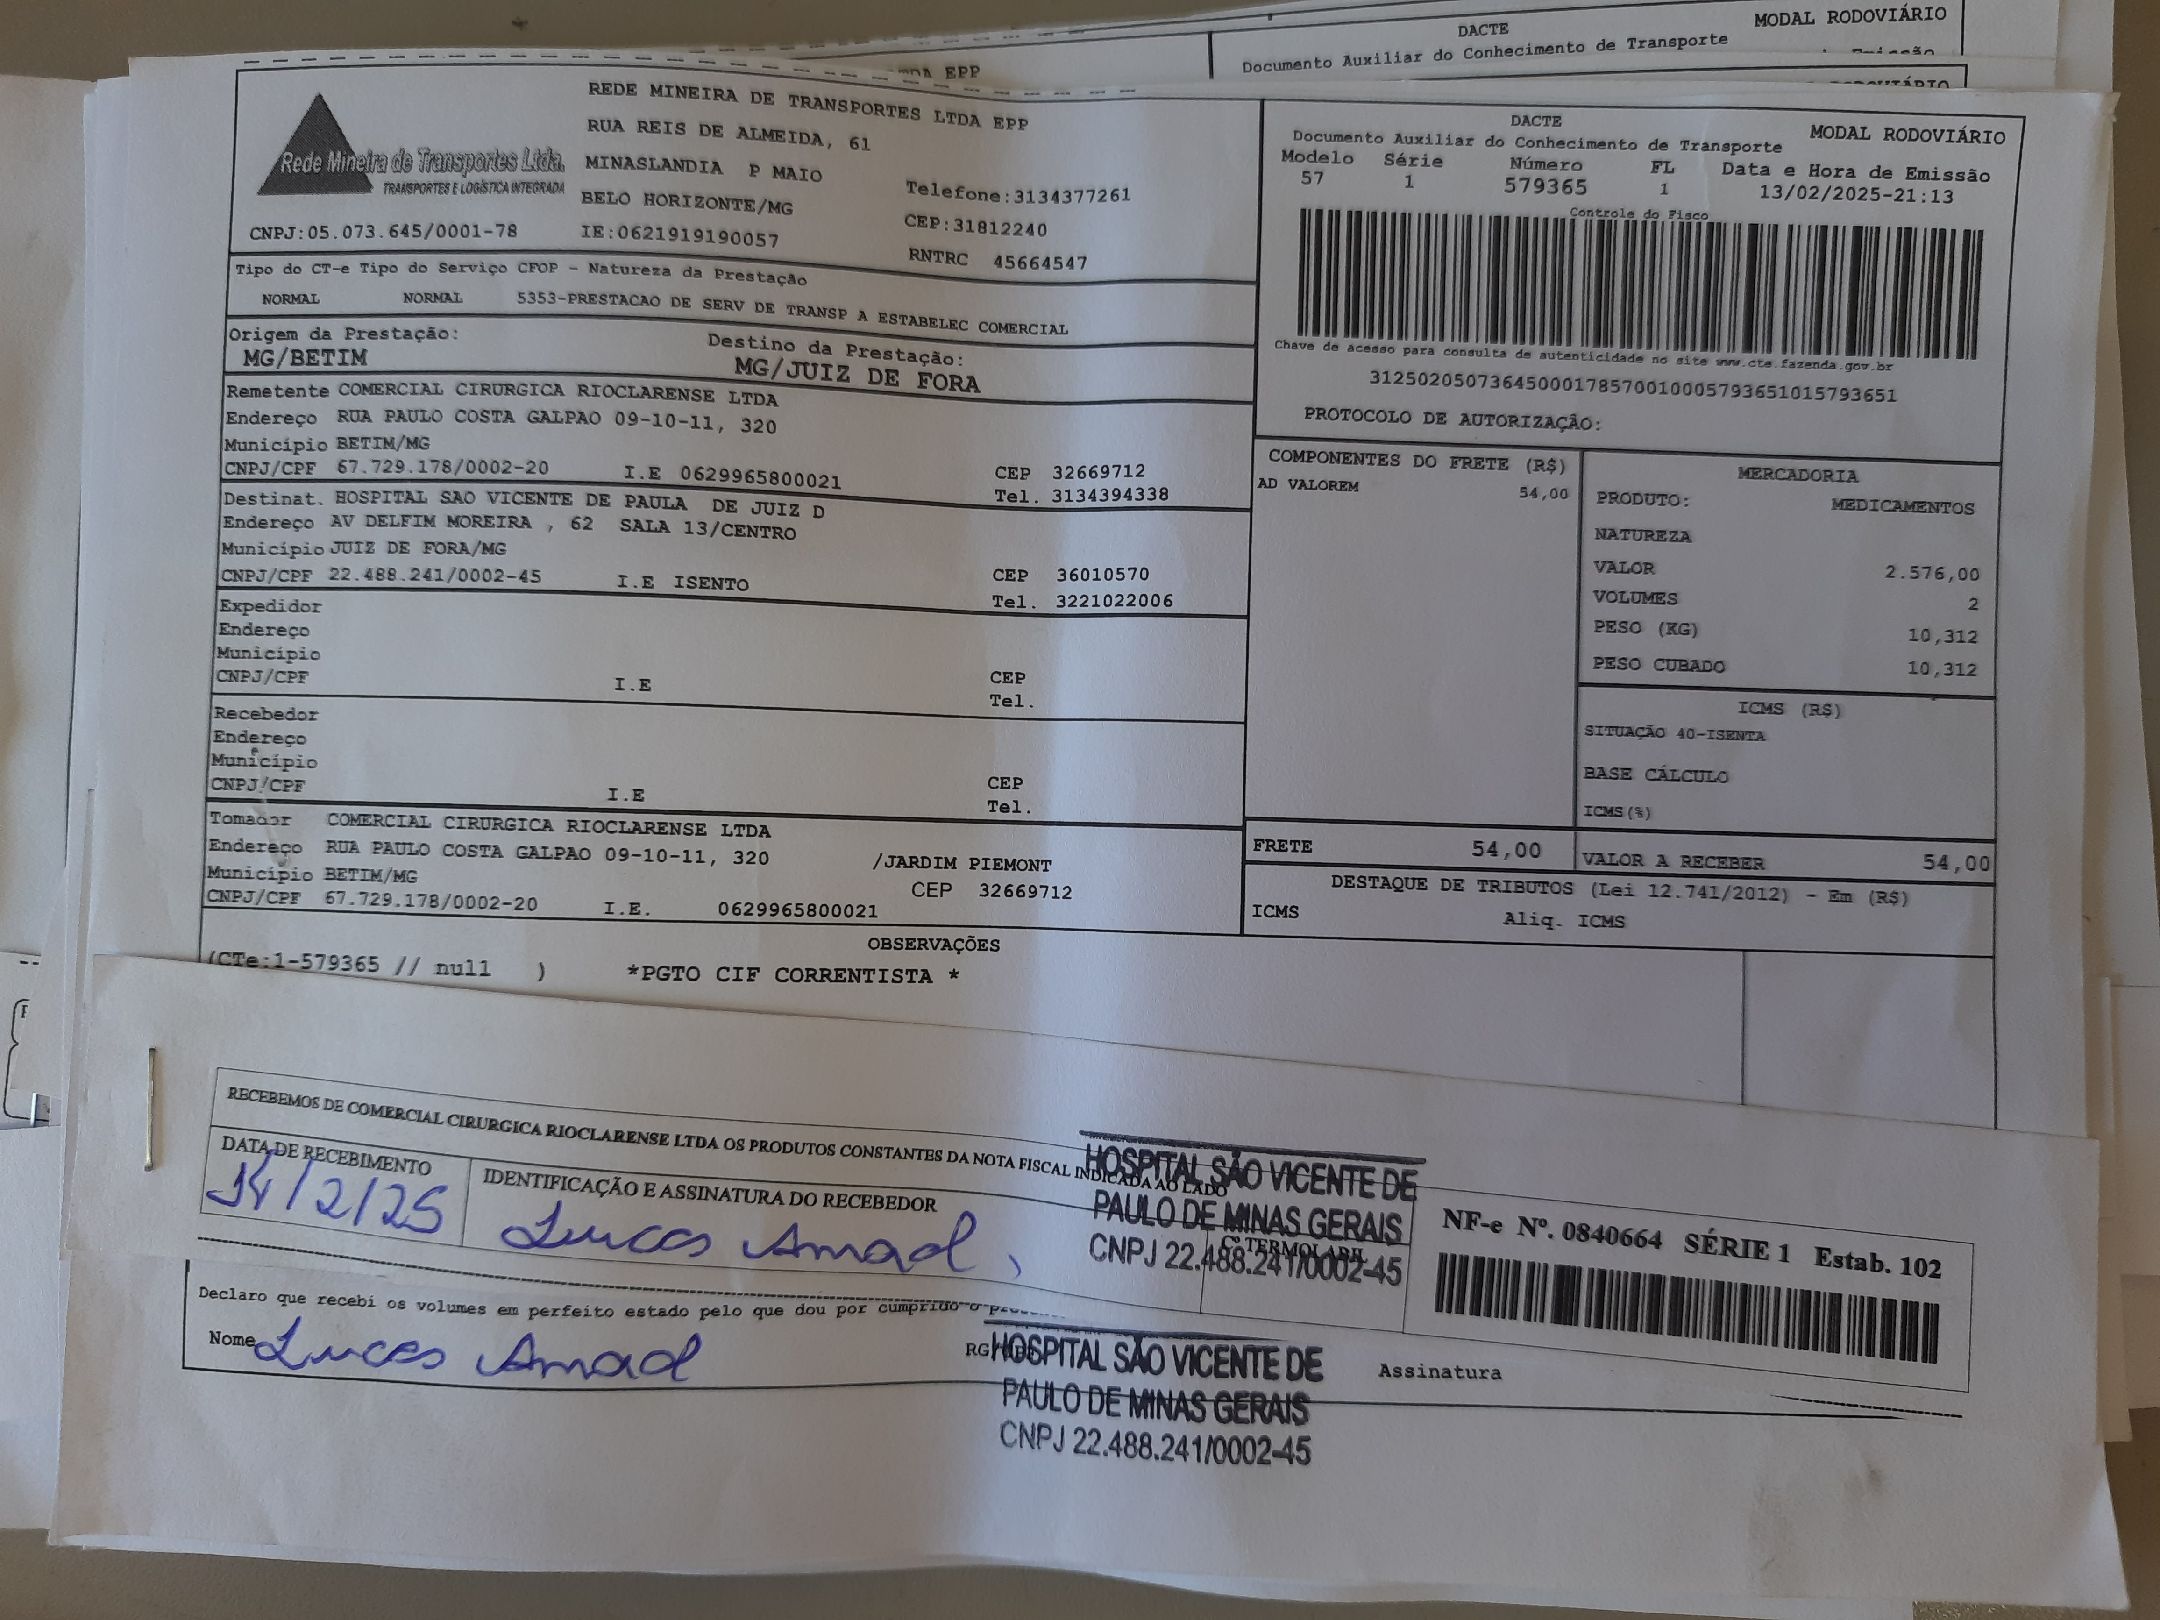 DACTE
MODAL RODOVIÁRIO
Documento Auxiliar do Conhecimento de Transporte
EPP
Rede Mineira de Transportes Ltda.
TRANSPORTES E LOGÍSTICA INTEGRADA
CNPJ:05.073.645/0001-78
REDE MINEIRA DE TRANSPORTES LTDA EPP
RUA REIS DE ALMEIDA, 61
MINASLANDIA P MAIO
BELO HORIZONTE/MG
IE:0621919190057
Telefone:3134377261
CEP:31812240
RNTRC 45664547
DACTE
MODAL RODOVIÁRIO
Documento Auxiliar do Conhecimento de Transporte
Modelo Série Número FL Data e Hora de Emissão
57 1 579365 1 13/02/2025-21:13
Controle do Fisco
Chave de acesso para consulta de autenticidade no site www.cte.fazenda.gov.br
31250205073645000178570010005793651015793651
PROTOCOLO DE AUTORIZAÇÃO:
Tipo do CT-e Tipo do Serviço CFOP - Natureza da Prestação
NORMAL NORMAL 5353-PRESTACAO DE SERV DE TRANSP A ESTABELEC COMERCIAL
Origem da Prestação: Destino da Prestação:
MG/BETIM MG/JUIZ DE FORA
Remetente COMERCIAL CIRURGICA RIOCLARENSE LTDA
Endereço RUA PAULO COSTA GALPAO 09-10-11, 320
Município BETIM/MG
CNPJ/CPF 67.729.178/0002-20 I.E 0629965800021 CEP 32669712
Tel. 3134394338
Destinat. HOSPITAL SAO VICENTE DE PAULA DE JUIZ D
Endereço AV DELFIM MOREIRA , 62 SALA 13/CENTRO
Município JUIZ DE FORA/MG
CNPJ/CPF 22.488.241/0002-45 I.E ISENTO CEP 36010570
Tel. 3221022006
Expedidor
Endereço
Município
CNPJ/CPF I.E CEP
Tel.
Recebedor
Endereço
Município
CNPJ/CPF I.E CEP
Tel.
Tomador COMERCIAL CIRURGICA RIOCLARENSE LTDA
Endereço RUA PAULO COSTA GALPAO 09-10-11, 320 /JARDIM PIEMONT
Município BETIM/MG CEP 32669712
CNPJ/CPF 67.729.178/0002-20 I.E. 0629965800021
COMPONENTES DO FRETE (R$)
AD VALOREM 54,00
MERCADORIA
PRODUTO: MEDICAMENTOS
NATUREZA
VALOR 2.576,00
VOLUMES 2
PESO (KG) 10,312
PESO CUBADO 10,312
ICMS (R$)
SITUAÇÃO 40-ISENTA
BASE CÁLCULO
ICMS(%)
FRETE 54,00 VALOR A RECEBER 54,00
DESTAQUE DE TRIBUTOS (Lei 12.741/2012) - Em (R$)
ICMS Aliq. ICMS
OBSERVAÇÕES
(CTe:1-579365 // null ) *PGTO CIF CORRENTISTA *
RECEBEMOS DE COMERCIAL CIRURGICA RIOCLARENSE LTDA OS PRODUTOS CONSTANTES DA NOTA FISCAL INDICADA AO LADO
DATA DE RECEBIMENTO
14/2/25
IDENTIFICAÇÃO E ASSINATURA DO RECEBEDOR
Lucas Amad
HOSPITAL SÃO VICENTE DE
PAULO DE MINAS GERAIS
CNPJ 22.488.241/0002-45
NF-e Nº. 0840664 SÉRIE 1 Estab. 102
Declaro que recebi os volumes em perfeito estado pelo que dou por cumprido o
Nome Lucas Amad
RG
HOSPITAL SÃO VICENTE DE
PAULO DE MINAS GERAIS
CNPJ 22.488.241/0002-45
Assinatura